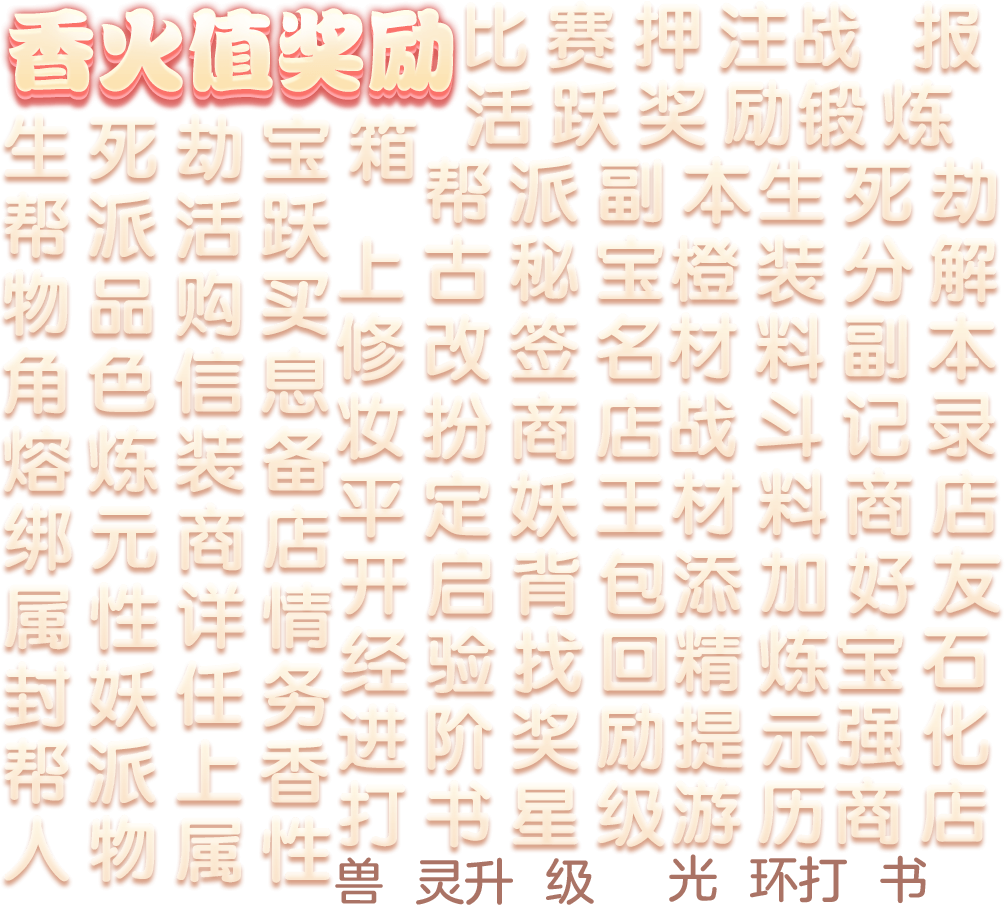 香火值奖励
比赛押注
战报
活跃奖励
锻炼
生死劫宝箱
帮派副本
生死劫
帮派活跃
上古秘宝
橙装分解
物品购买
修改签名
材料副本
角色信息
妆扮商店
战斗记录
熔炼装备
平定妖王
材料商店
绑元商店
开启背包
添加好友
属性详情
经验找回
精炼宝石
封妖任务
进阶奖励
提示
强化
帮派上香
打书星级
游历商店
人物属性
兽灵升级
光环打书